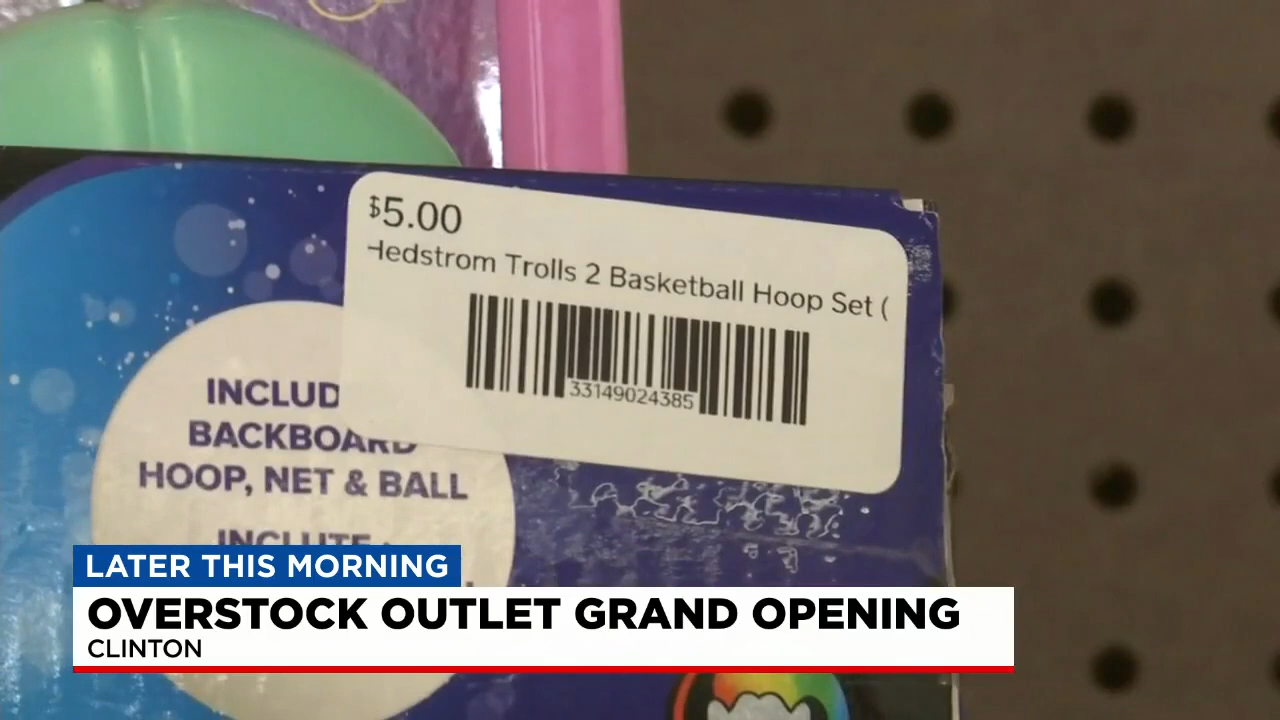 $5.00
Hedstrom Trolls 2 Basketball Hoop Set (
33149024385
INCLUD
BACKBOARD
HOOP, NET & BALL
LATER THIS MORNING
OVERSTOCK OUTLET GRAND OPENING
CLINTON